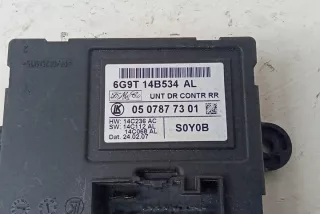 6G9T 14B534 AL
UNT DR CONTR RR
05 0787 73 01
HW: 14C236 AC
SW: 14C112 AL
14C068 AL
Dat. 24.02.07
S0Y0B